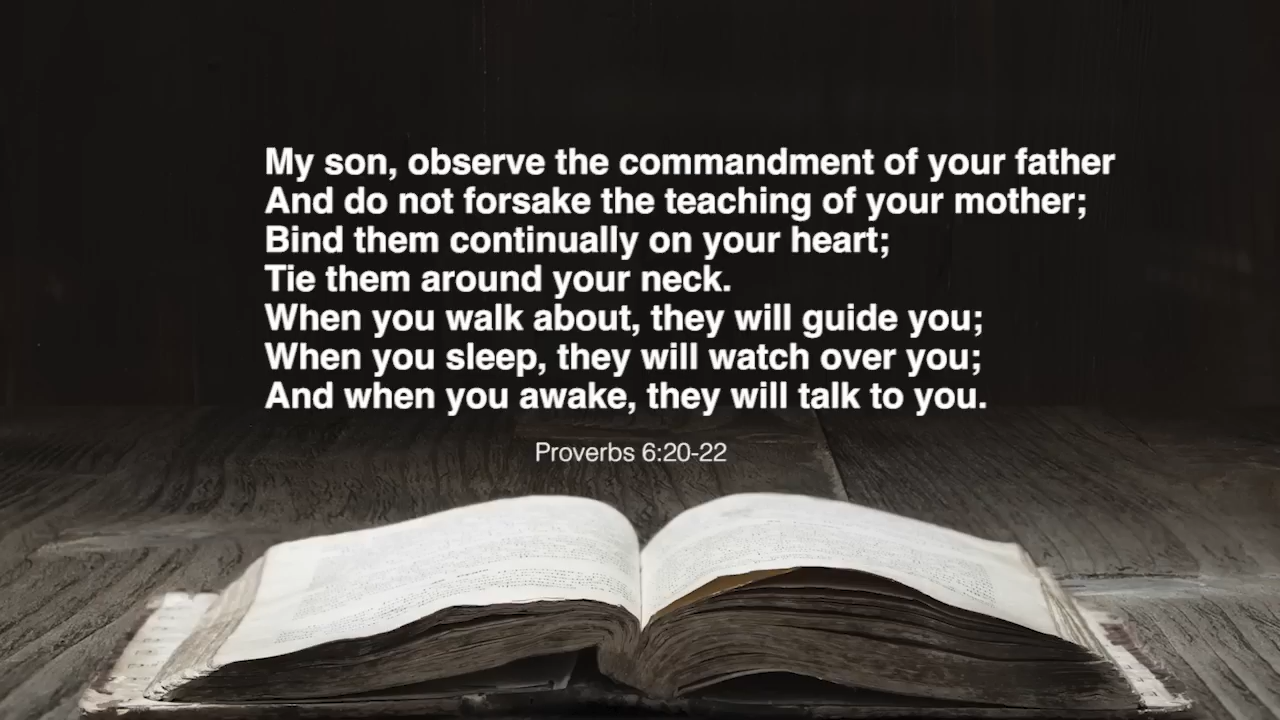 My son, observe the commandment of your father
And do not forsake the teaching of your mother;
Bind them continually on your heart;
Tie them around your neck.
When you walk about, they will guide you;
When you sleep, they will watch over you;
And when you awake, they will talk to you.
Proverbs 6:20-22